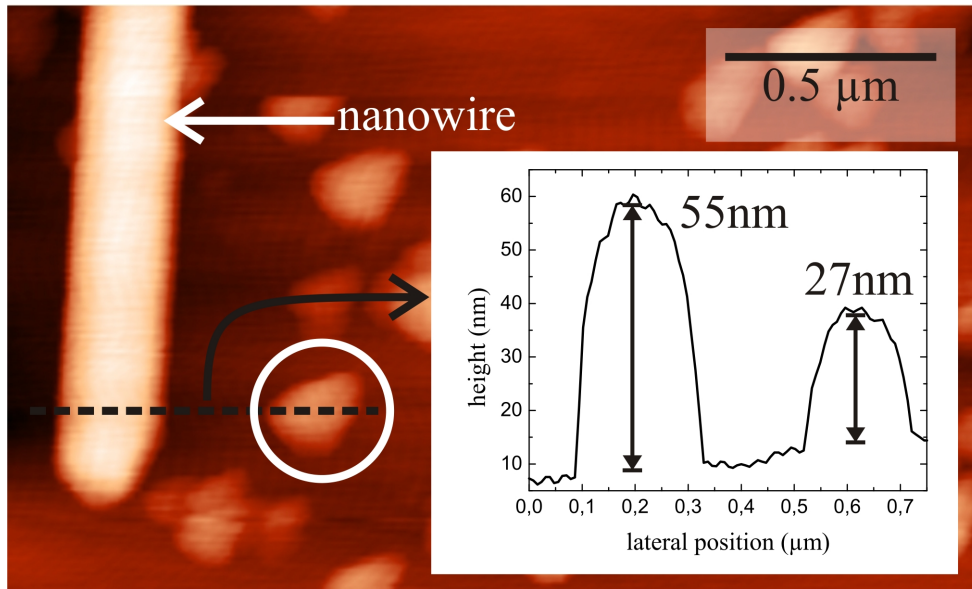 nanowire
0.5 µm
55nm
27nm
height (nm)
60
50
40
30
20
10
0,0 0,1 0,2 0,3 0,4 0,5 0,6 0,7
lateral position (µm)